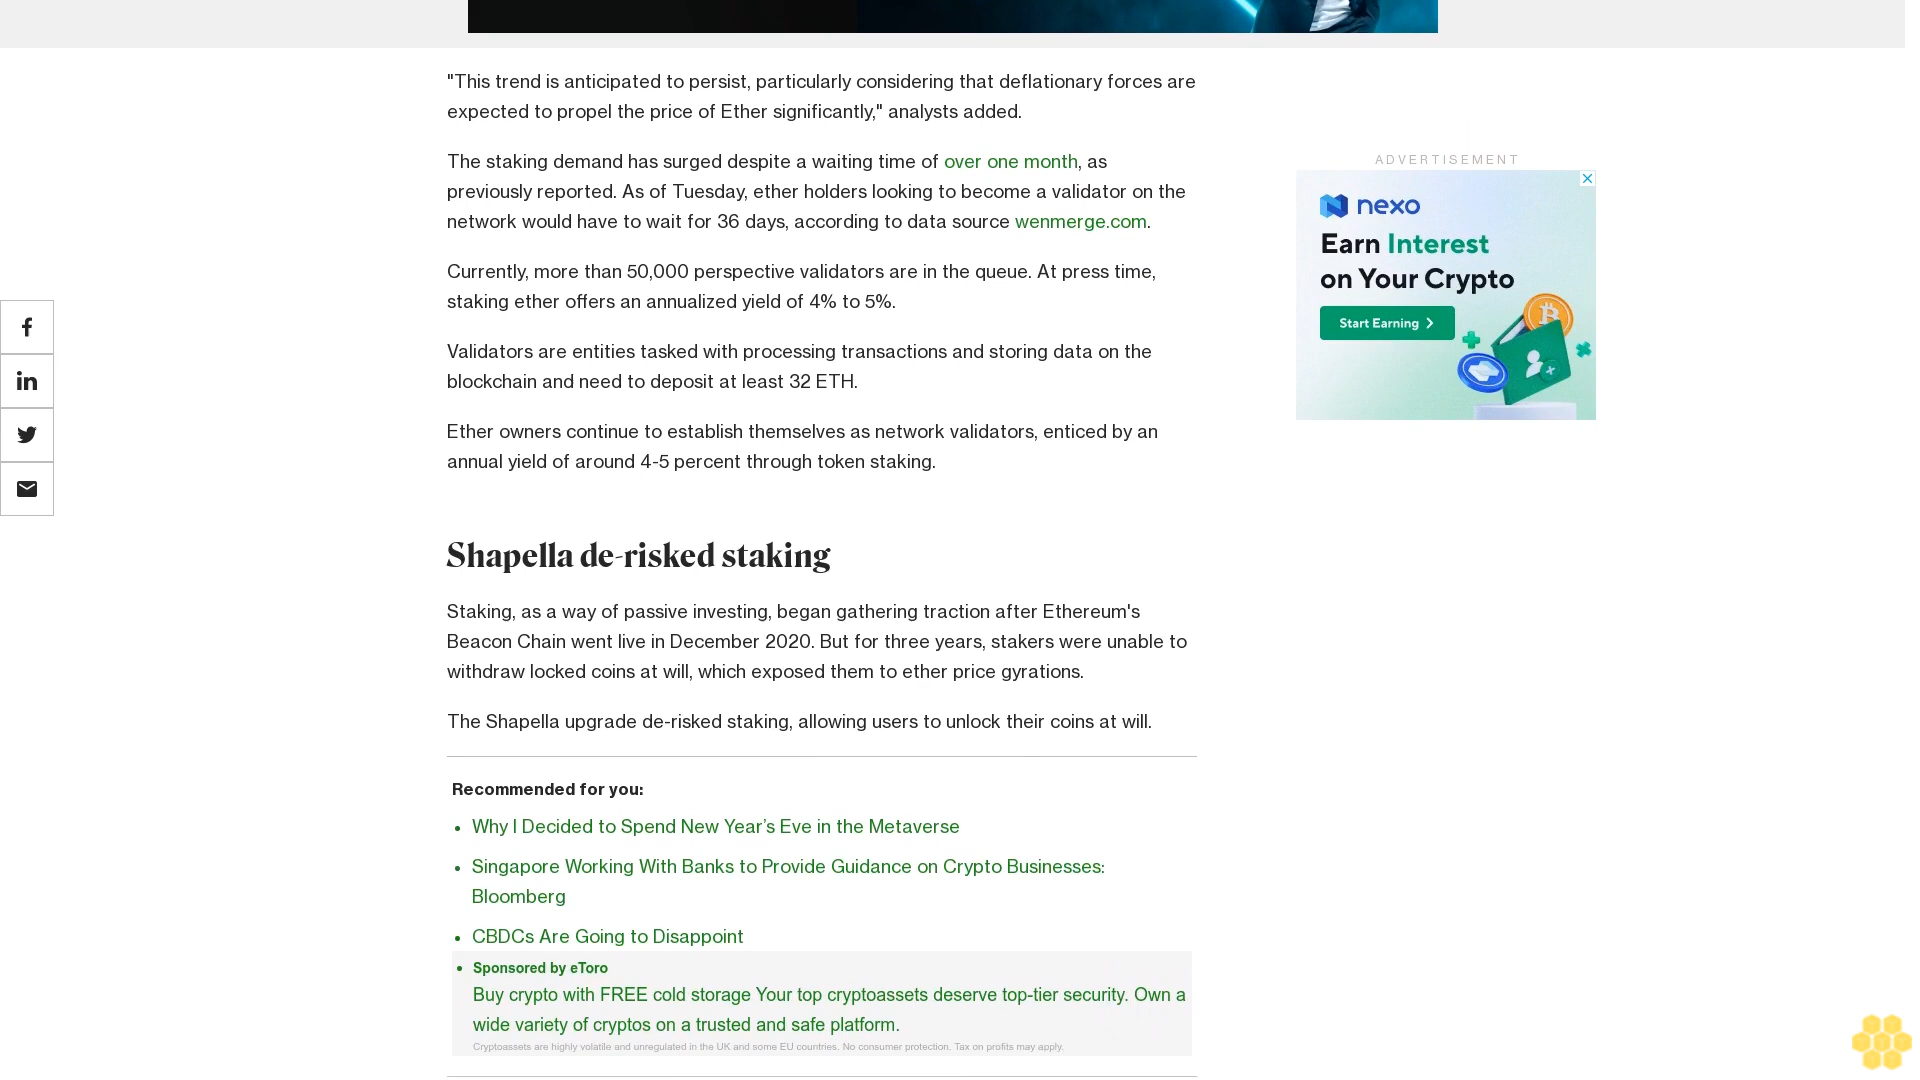 "This trend is anticipated to persist, particularly considering that deflationary forces are
expected to propel the price of Ether significantly," analysts added.
The staking demand has surged despite a waiting time of over one month, as
previously reported. As of Tuesday, ether holders looking to become a validator on the
network would have to wait for 36 days, according to data source wenmerge.com.
Currently, more than 50,000 perspective validators are in the queue. At press time,
staking ether offers an annualized yield of 4% to 5%.
Validators are entities tasked with processing transactions and storing data on the
blockchain and need to deposit at least 32 ETH.
Ether owners continue to establish themselves as network validators, enticed by an
annual yield of around 4-5 percent through token staking.
Shapella de-risked staking
Staking, as a way of passive investing, began gathering traction after Ethereum's
Beacon Chain went live in December 2020. But for three years, stakers were unable to
withdraw locked coins at will, which exposed them to ether price gyrations.
The Shapella upgrade de-risked staking, allowing users to unlock their coins at will.
Recommended for you:
• Why I Decided to Spend New Year’s Eve in the Metaverse
• Singapore Working With Banks to Provide Guidance on Crypto Businesses:
Bloomberg
• CBDCs Are Going to Disappoint
• Sponsored by eToro
Buy crypto with FREE cold storage Your top cryptoassets deserve top-tier security. Own a
wide variety of cryptos on a trusted and safe platform.
Cryptoassets are highly volatile and unregulated in the UK and some EU countries. No consumer protection. Tax on profits may apply.
ADVERTISEMENT
nexo
Earn Interest
on Your Crypto
Start Earning